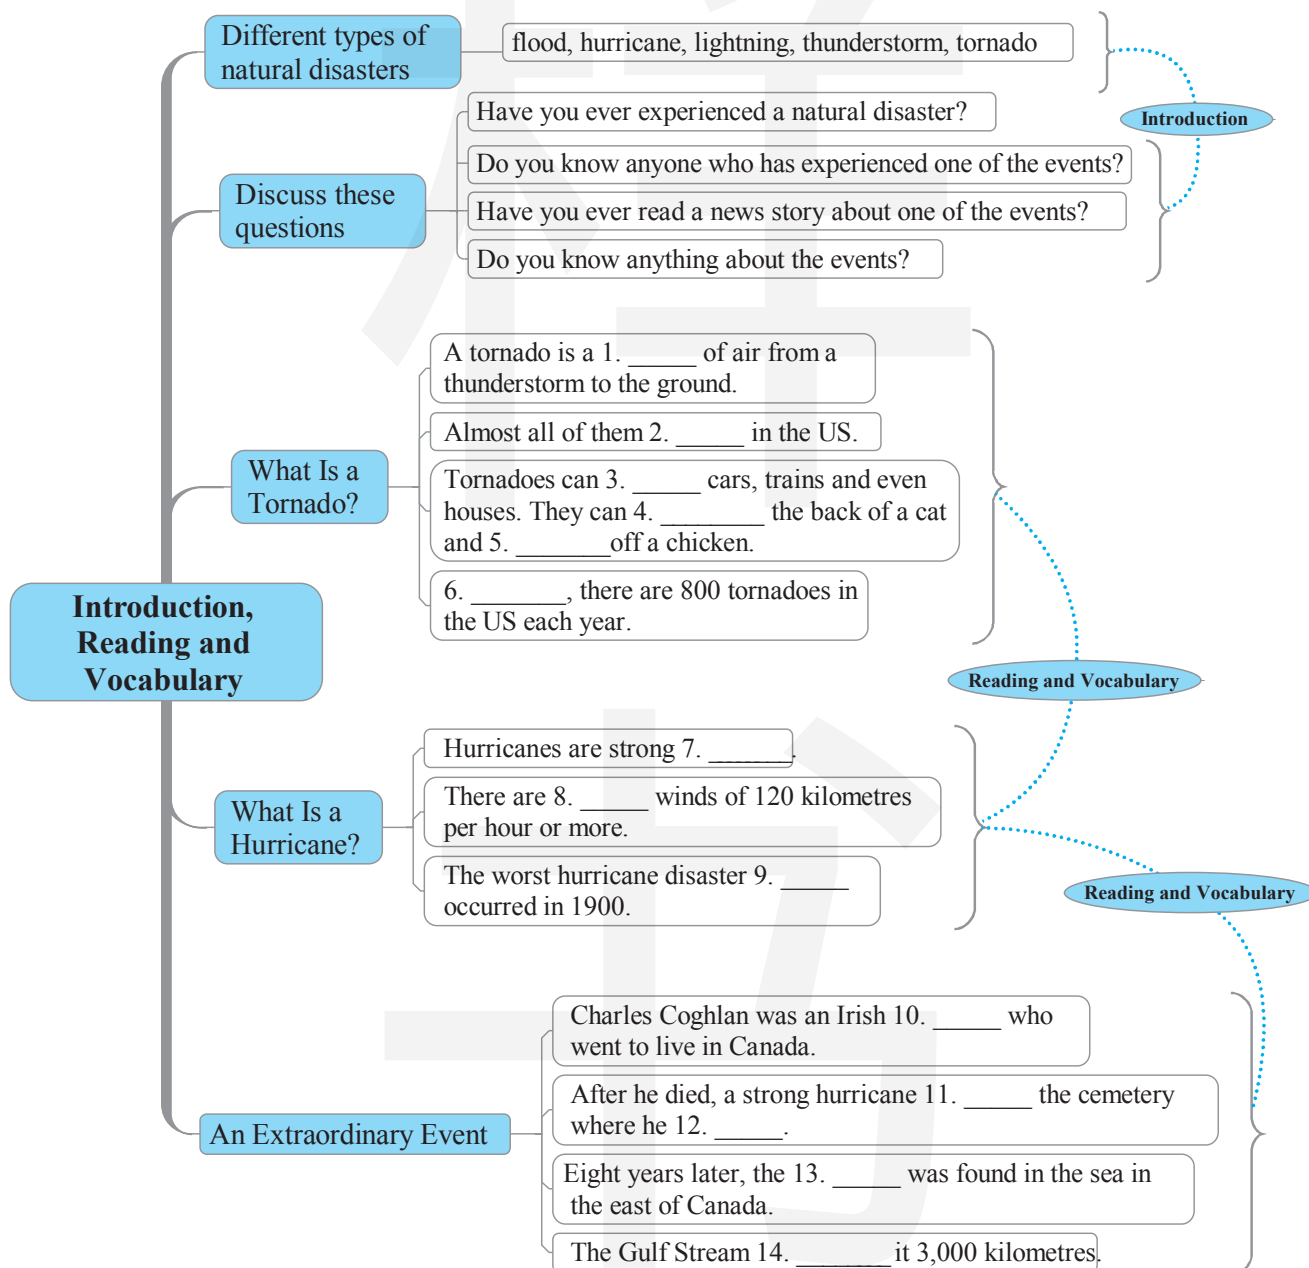 Different types of
natural disasters
flood, hurricane, lightning, thunderstorm, tornado
Introduction
Discuss these
questions
Have you ever experienced a natural disaster?
Do you know anyone who has experienced one of the events?
Have you ever read a news story about one of the events?
Do you know anything about the events?
Introduction,
Reading and
Vocabulary
What Is a
Tornado?
A tornado is a 1. _____ of air from a
thunderstorm to the ground.
Almost all of them 2. _____ in the US.
Tornadoes can 3. _____ cars, trains and even
houses. They can 4. ________ the back of a cat
and 5. _______off a chicken.
6. _______, there are 800 tornadoes in
the US each year.
Reading and Vocabulary
What Is a
Hurricane?
Hurricanes are strong 7. ______.
There are 8. _____ winds of 120 kilometres
per hour or more.
The worst hurricane disaster 9. _____
occurred in 1900.
Reading and Vocabulary
An Extraordinary Event
Charles Coghlan was an Irish 10. _____ who
went to live in Canada.
After he died, a strong hurricane 11. _____ the cemetery
where he 12. _____.
Eight years later, the 13. _____ was found in the sea in
the east of Canada.
The Gulf Stream 14. _______ it 3,000 kilometres.